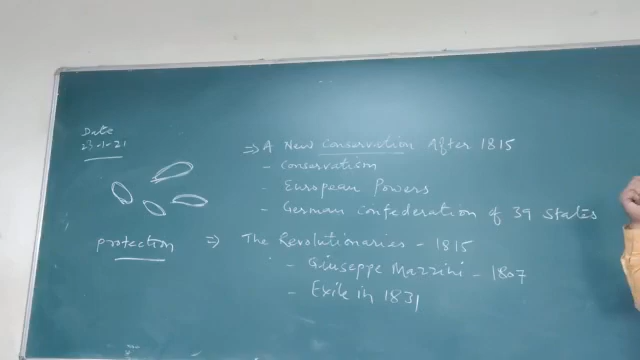 Date
23-1-21
⇒ A New Conservation After 1815
- Conservatism
- European Powers
- German Confederation of 39 States
protection ⇒ The Revolutionaries - 1815
- Giuseppe Mazzini - 1807
- Exile in 1831